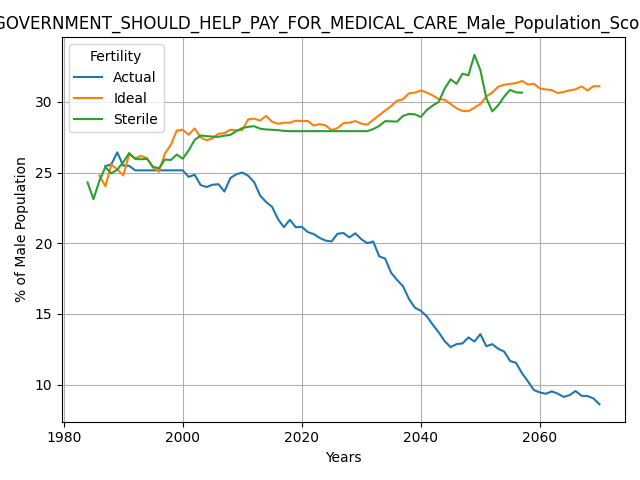 GOVERNMENT_SHOULD_HELP_PAY_FOR_MEDICAL_CARE_Male_Population_Sco
Fertility
Actual
Ideal
Sterile
% of Male Population
30
25
20
15
10
1980
2000
2020
2040
2060
Years